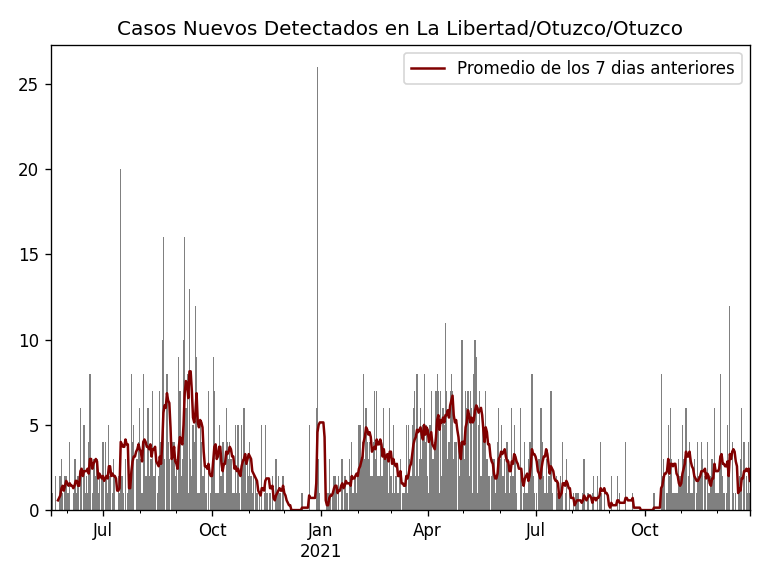 Casos Nuevos Detectados en La Libertad/Otuzco/Otuzco
Promedio de los 7 dias anteriores
25
20
15
10
5
0
Jul
Oct
Jan
2021
Apr
Jul
Oct